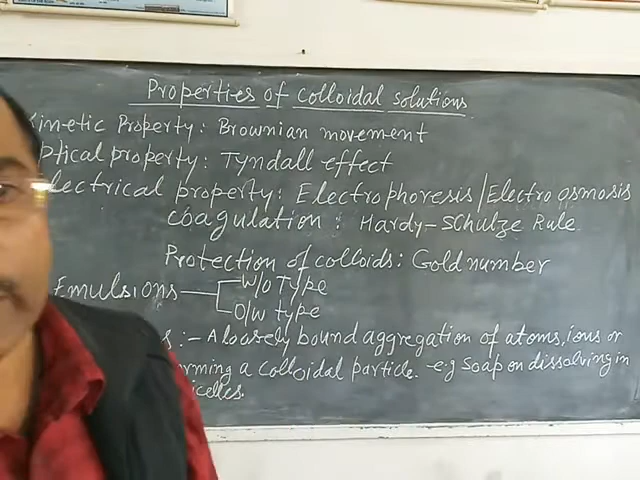 Properties of colloidal solutions
inetic Property: Brownian movement
ptical property: Tyndall effect
lectrical property: Electrophoresis/Electro osmosis
coagulation: Hardy-Schulze Rule.
Protection of colloids: Gold number
Emulsions W/O Type
O/W type
s :- A loosely bound aggregation of atoms, ions or
rming a colloidal particle. e.g Soap on dissolving in
icelles.